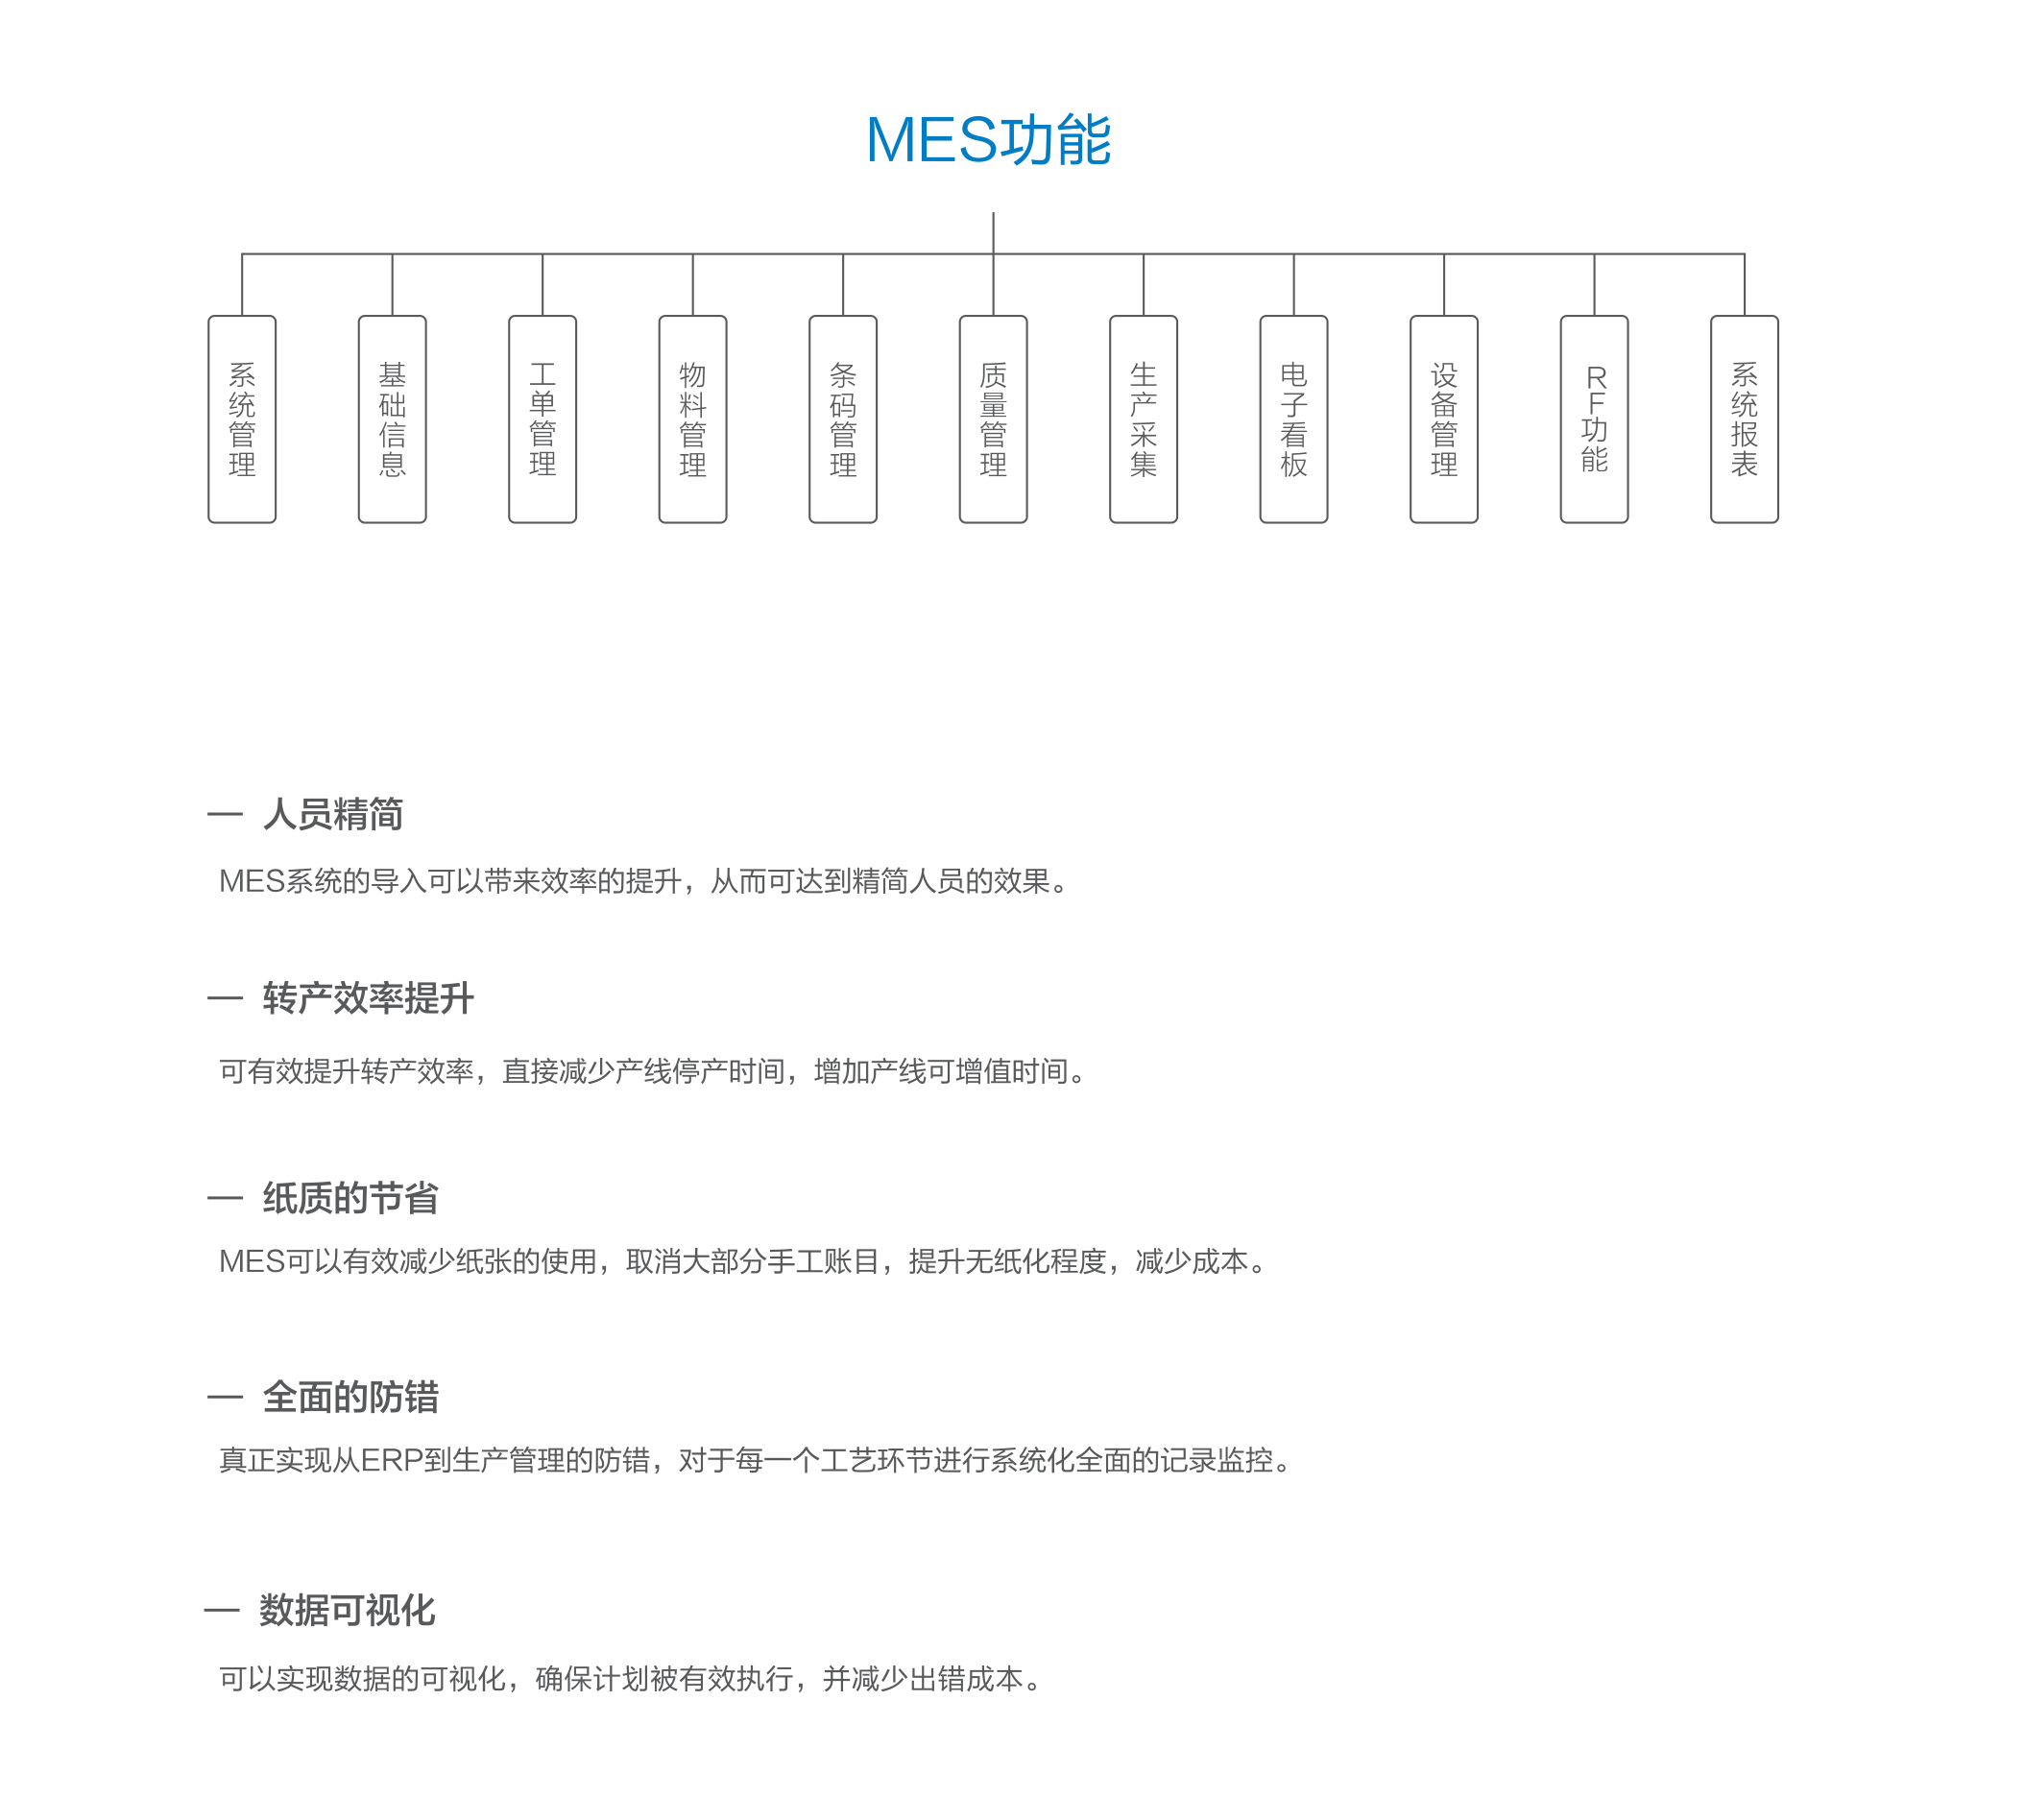 MES功能
系统管理
基础信息
工单管理
物料管理
条码管理
质量管理
生产采集
电子看板
设备管理
RF功能
系统报表
— 人员精简
MES系统的导入可以带来效率的提升，从而可达到精简人员的效果。
— 转产效率提升
可有效提升转产效率，直接减少产线停产时间，增加产线可增值时间。
— 纸质的节省
MES可以有效减少纸张的使用，取消大部分手工账目，提升无纸化程度，减少成本。
— 全面的防错
真正实现从ERP到生产管理的防错，对于每一个工艺环节进行系统化全面的记录监控。
— 数据可视化
可以实现数据的可视化，确保计划被有效执行，并减少出错成本。